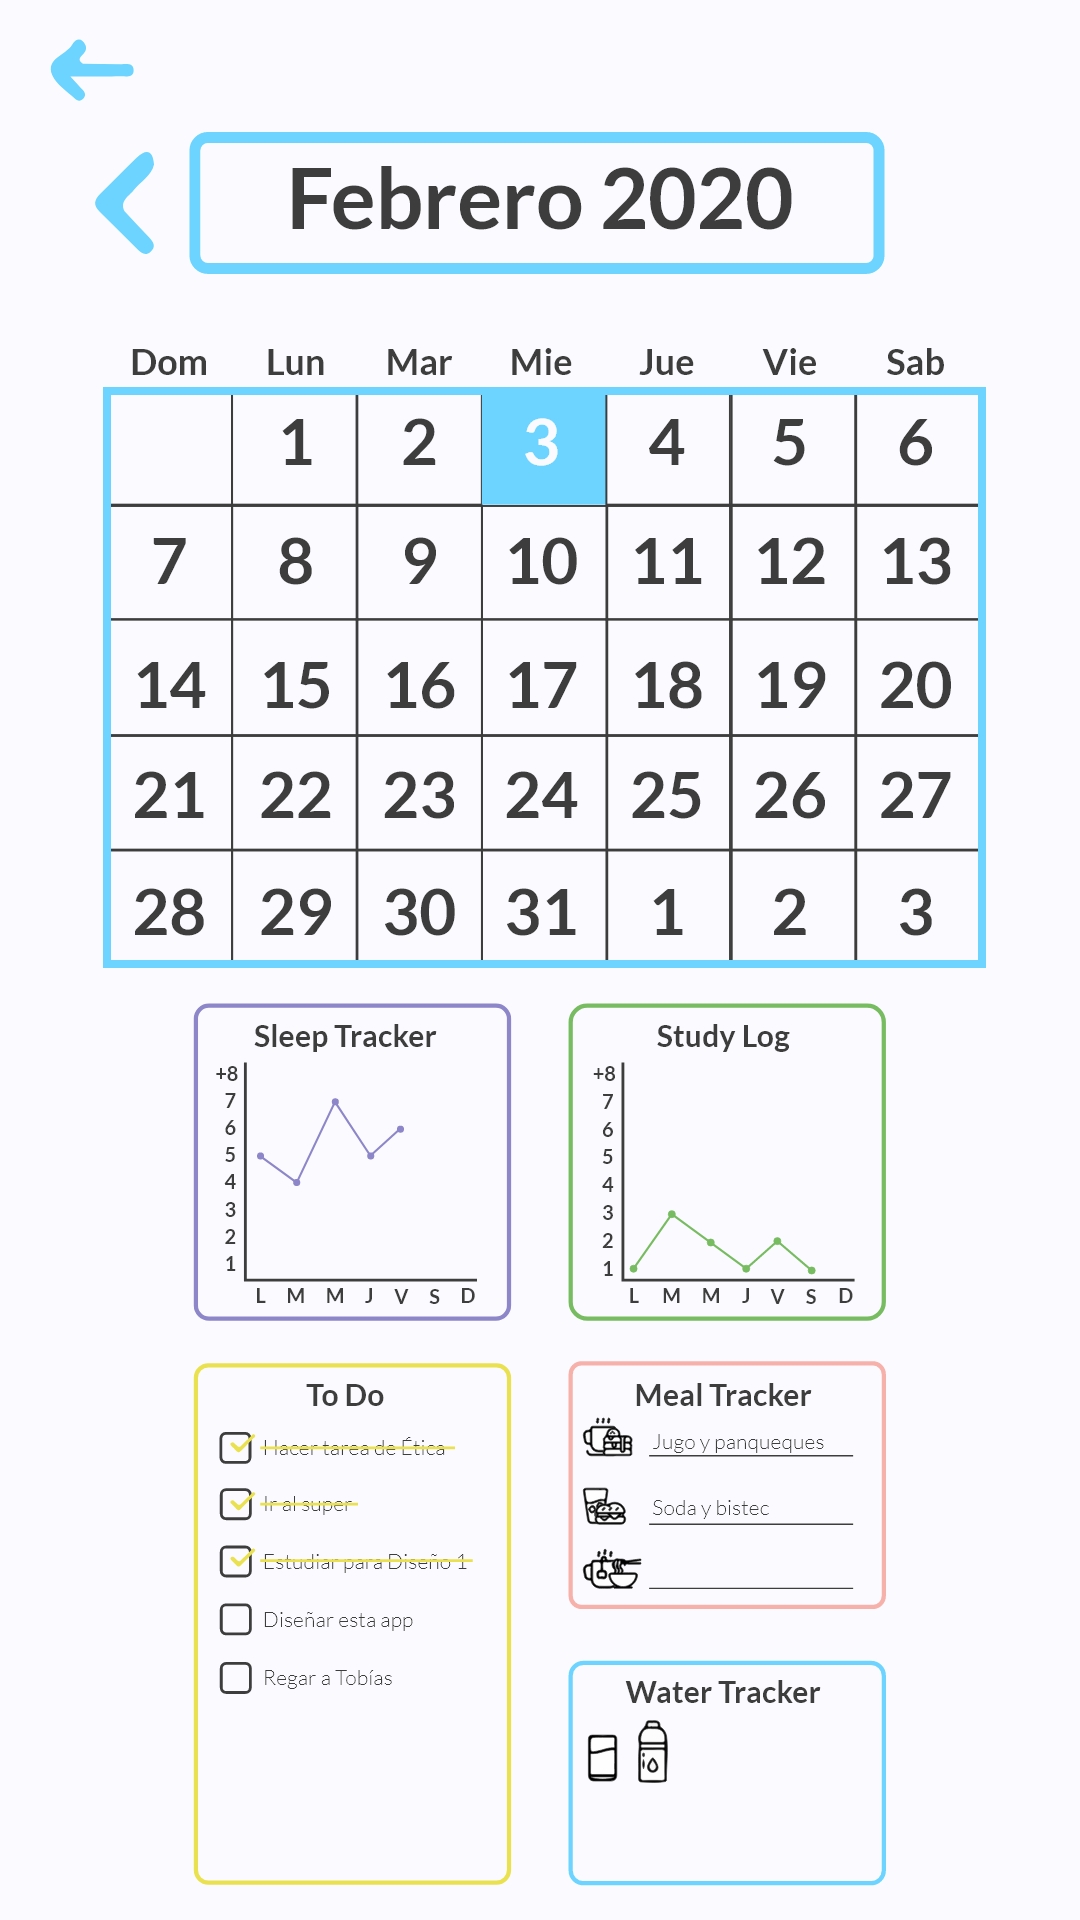 Febrero 2020
Dom Lun Mar Mie Jue Vie Sab
1 2 3 4 5 6
7 8 9 10 11 12 13
14 15 16 17 18 19 20
21 22 23 24 25 26 27
28 29 30 31 1 2 3
Sleep Tracker
+8
7
6
5
4
3
2
1
L M M J V S D
Study Log
+8
7
6
5
4
3
2
1
L M M J V S D
To Do
Hacer tarea de Ética
Ir al super
Estudiar para Diseño 1
Diseñar esta app
Regar a Tobías
Meal Tracker
Jugo y panqueques
Soda y bistec
Water Tracker